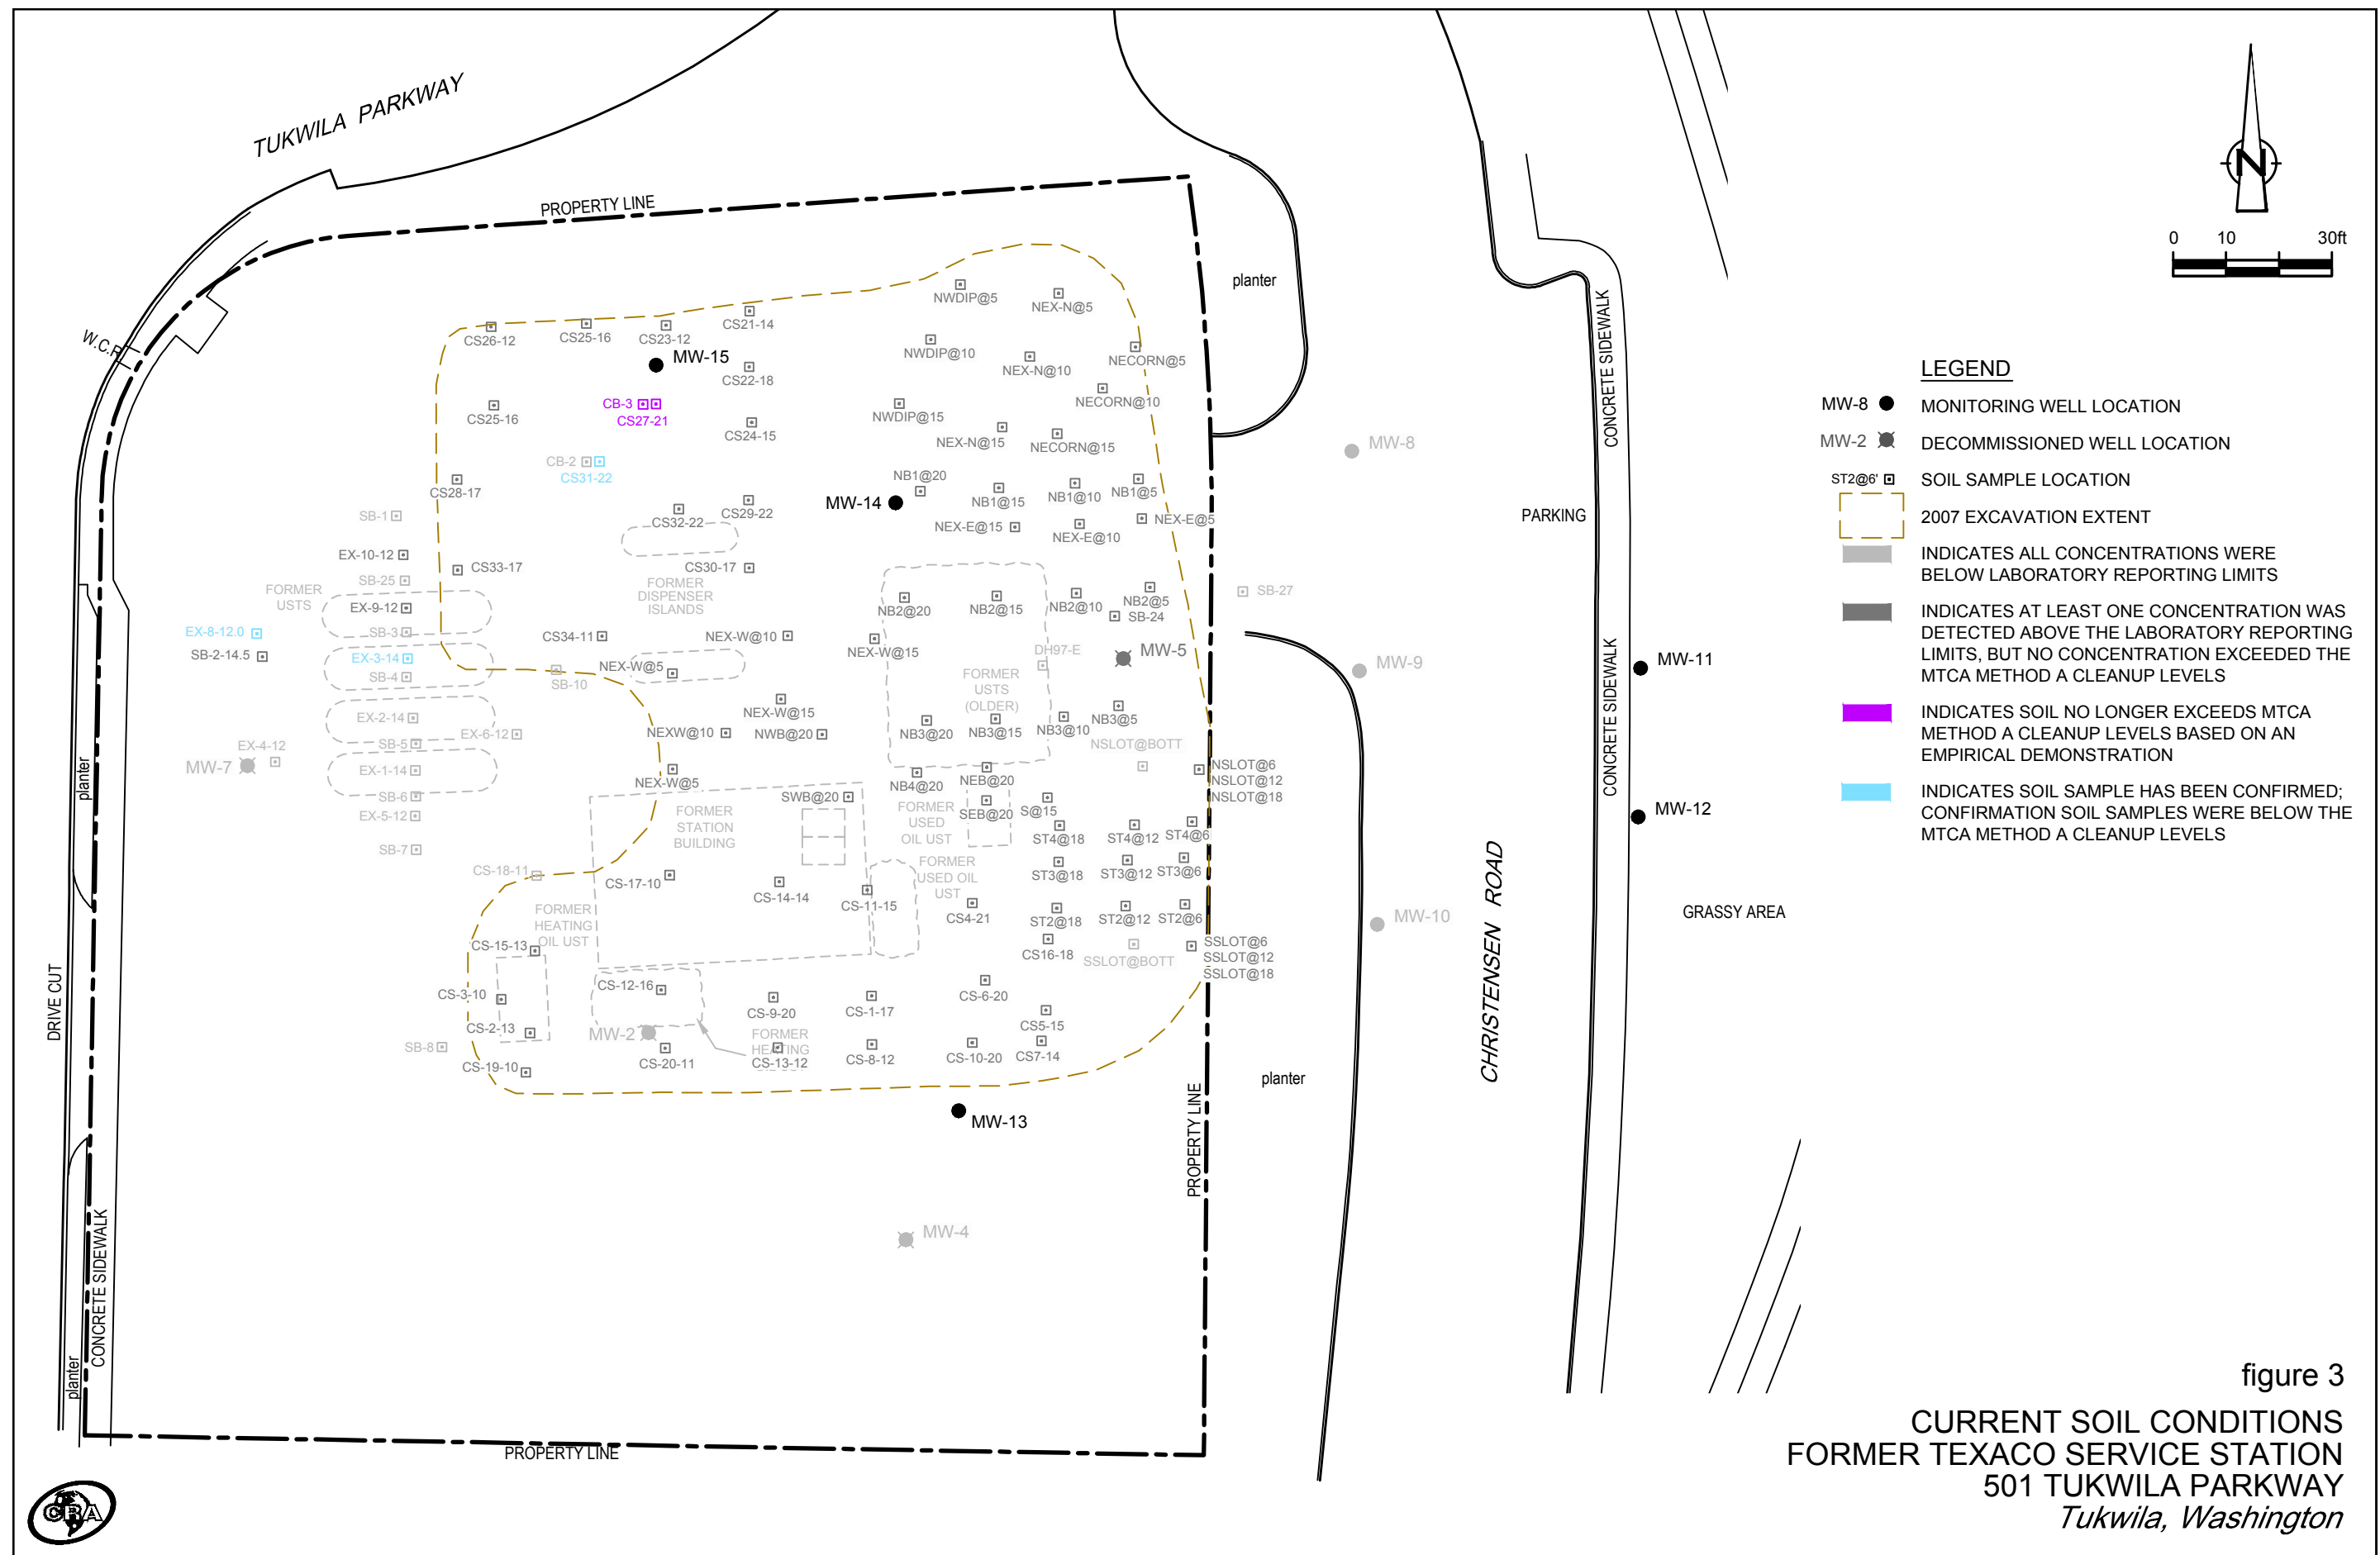 TUKWILA PARKWAY
PROPERTY LINE
W.C.R
planter
NWDIP@5
NEX-N@5
CS21-14
CS26-12
CS25-16
CS23-12
NWDIP@10
NECORN@5
MW-15
NEX-N@10
CS22-18
CB-3
CS27-21
NECORN@10
CS25-16
NWDIP@15
CS24-15
NEX-N@15
NECORN@15
MW-8
CB-2
CS31-22
NB1@20
CS28-17
MW-14
NB1@15
NB1@10
NB1@5
SB-1
CS32-22
CS29-22
NEX-E@15
NEX-E@10
NEX-E@5
PARKING
EX-10-12
CS33-17
CS30-17
SB-25
FORMER
USTS
FORMER
DISPENSER
ISLANDS
EX-9-12
NB2@20
NB2@15
NB2@10
NB2@5
SB-24
SB-27
EX-8-12.0
SB-3
CS34-11
NEX-W@10
NEX-W@15
SB-2-14.5
EX-3-14
NEX-W@5
DH97-E
MW-5
MW-9
MW-11
SB-4
SB-10
FORMER
USTS
(OLDER)
EX-2-14
NEX-W@15
NB3@5
EX-6-12
NEXW@10
NWB@20
NB3@20
NB3@15
NB3@10
SB-5
EX-4-12
NSLOT@BOTT
MW-7
EX-1-14
NEX-W@5
NB4@20
NEB@20
NSLOT@6
NSLOT@12
NSLOT@18
SB-6
SWB@20
FORMER
STATION
BUILDING
FORMER
USED
OIL UST
SEB@20
S@15
MW-12
EX-5-12
ST4@18
ST4@12
ST4@6
SB-7
CS-18-11
CS-17-10
CS-14-14
CS-11-15
FORMER
USED OIL
UST
ST3@18
ST3@12
ST3@6
CS4-21
ST2@18
ST2@12
ST2@6
MW-10
GRASSY AREA
FORMER
HEATING
OIL UST
CS-15-13
CS16-18
SSLOT@BOTT
SSLOT@6
SSLOT@12
SSLOT@18
CS-3-10
CS-12-16
CS-9-20
CS-1-17
CS-6-20
CS5-15
CS-2-13
MW-2
FORMER
HEATING
SB-8
CS-19-10
CS-20-11
CS-13-12
CS-8-12
CS-10-20
CS7-14
planter
MW-13
MW-4
PROPERTY LINE
PROPERTY LINE
DRIVE CUT
planter
planter
CONCRETE SIDEWALK
CHRISTENSEN ROAD
CONCRETE SIDEWALK
CONCRETE SIDEWALK
N
0 10 30ft
LEGEND
MW-8 MONITORING WELL LOCATION
MW-2 DECOMMISSIONED WELL LOCATION
ST2@6' SOIL SAMPLE LOCATION
2007 EXCAVATION EXTENT
INDICATES ALL CONCENTRATIONS WERE
BELOW LABORATORY REPORTING LIMITS
INDICATES AT LEAST ONE CONCENTRATION WAS
DETECTED ABOVE THE LABORATORY REPORTING
LIMITS, BUT NO CONCENTRATION EXCEEDED THE
MTCA METHOD A CLEANUP LEVELS
INDICATES SOIL NO LONGER EXCEEDS MTCA
METHOD A CLEANUP LEVELS BASED ON AN
EMPIRICAL DEMONSTRATION
INDICATES SOIL SAMPLE HAS BEEN CONFIRMED;
CONFIRMATION SOIL SAMPLES WERE BELOW THE
MTCA METHOD A CLEANUP LEVELS
figure 3
CURRENT SOIL CONDITIONS
FORMER TEXACO SERVICE STATION
501 TUKWILA PARKWAY
Tukwila, Washington
CRA